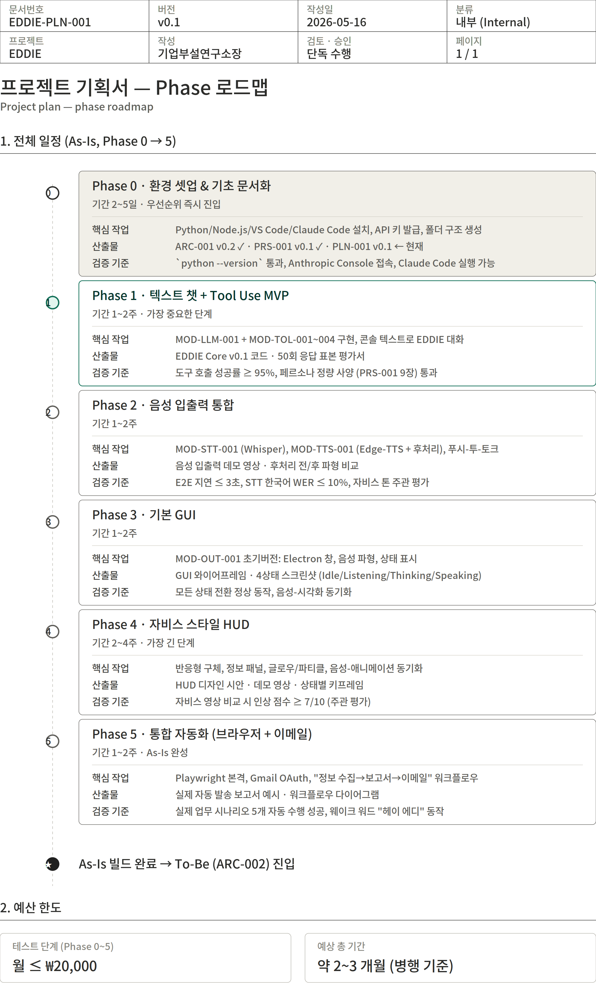 문서번호
EDDIE-PLN-001
버전
v0.1
작성일
2026-05-16
분류
내부 (Internal)
프로젝트
EDDIE
작성
기업부설연구소장
검토 · 승인
단독 수행
페이지
1 / 1
프로젝트 기획서 — Phase 로드맵
Project plan — phase roadmap
1. 전체 일정 (As-Is, Phase 0 → 5)
0
Phase 0 · 환경 셋업 & 기초 문서화
기간 2~5일 · 우선순위 즉시 진입
핵심 작업 Python/Node.js/VS Code/Claude Code 설치, API 키 발급, 폴더 구조 생성
산출물 ARC-001 v0.2 ✓ · PRS-001 v0.1 ✓ · PLN-001 v0.1 ← 현재
검증 기준 `python --version` 통과, Anthropic Console 접속, Claude Code 실행 가능
1
Phase 1 · 텍스트 챗 + Tool Use MVP
기간 1~2주 · 가장 중요한 단계
핵심 작업 MOD-LLM-001 + MOD-TOL-001~004 구현, 콘솔 텍스트로 EDDIE 대화
산출물 EDDIE Core v0.1 코드 · 50회 응답 표본 평가서
검증 기준 도구 호출 성공률 ≥ 95%, 페르소나 정량 사양 (PRS-001 9장) 통과
2
Phase 2 · 음성 입출력 통합
기간 1~2주
핵심 작업 MOD-STT-001 (Whisper), MOD-TTS-001 (Edge-TTS + 후처리), 푸시-투-토크
산출물 음성 입출력 데모 영상 · 후처리 전/후 파형 비교
검증 기준 E2E 지연 ≤ 3초, STT 한국어 WER ≤ 10%, 자비스 톤 주관 평가
3
Phase 3 · 기본 GUI
기간 1~2주
핵심 작업 MOD-OUT-001 초기버전: Electron 창, 음성 파형, 상태 표시
산출물 GUI 와이어프레임 · 4상태 스크린샷 (Idle/Listening/Thinking/Speaking)
검증 기준 모든 상태 전환 정상 동작, 음성-시각화 동기화
4
Phase 4 · 자비스 스타일 HUD
기간 2~4주 · 가장 긴 단계
핵심 작업 반응형 구체, 정보 패널, 글로우/파티클, 음성-애니메이션 동기화
산출물 HUD 디자인 시안 · 데모 영상 · 상태별 키프레임
검증 기준 자비스 영상 비교 시 인상 점수 ≥ 7/10 (주관 평가)
5
Phase 5 · 통합 자동화 (브라우저 + 이메일)
기간 1~2주 · As-Is 완성
핵심 작업 Playwright 본격, Gmail OAuth, "정보 수집→보고서→이메일" 워크플로우
산출물 실제 자동 발송 보고서 예시 · 워크플로우 다이어그램
검증 기준 실제 업무 시나리오 5개 자동 수행 성공, 웨이크 워드 "헤이 에디" 동작
★
As-Is 빌드 완료 → To-Be (ARC-002) 진입
2. 예산 한도
테스트 단계 (Phase 0~5)
월 ≤ ₩20,000
예상 총 기간
약 2~3 개월 (병행 기준)